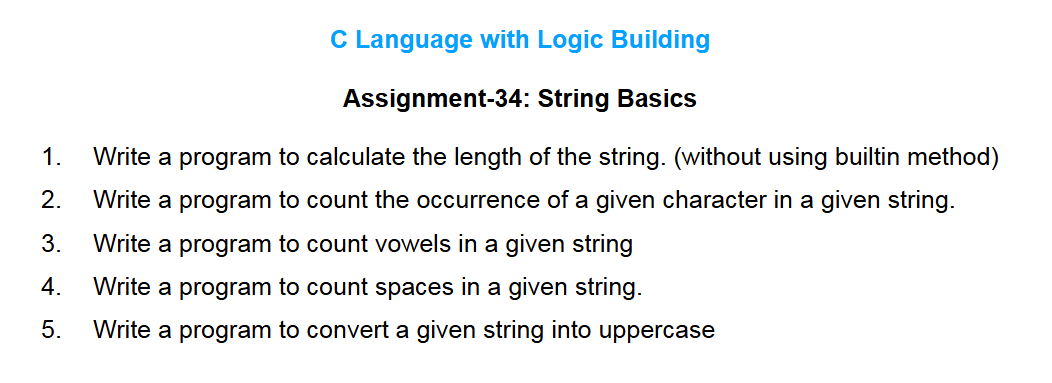 C Language with Logic Building
Assignment-34: String Basics
1. Write a program to calculate the length of the string. (without using builtin method)
2. Write a program to count the occurrence of a given character in a given string.
3. Write a program to count vowels in a given string
4. Write a program to count spaces in a given string.
5. Write a program to convert a given string into uppercase